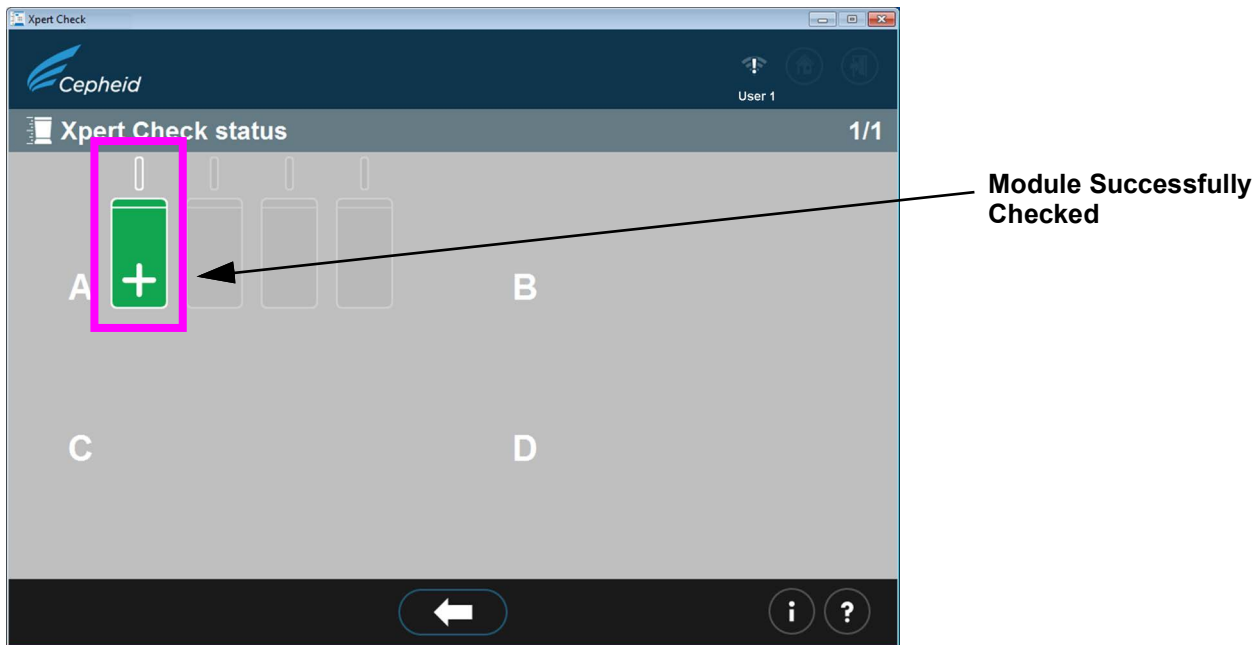 Xpert Check
Cepheid
User 1
Xpert Check status 1/1
Module Successfully
Checked
A B
C D